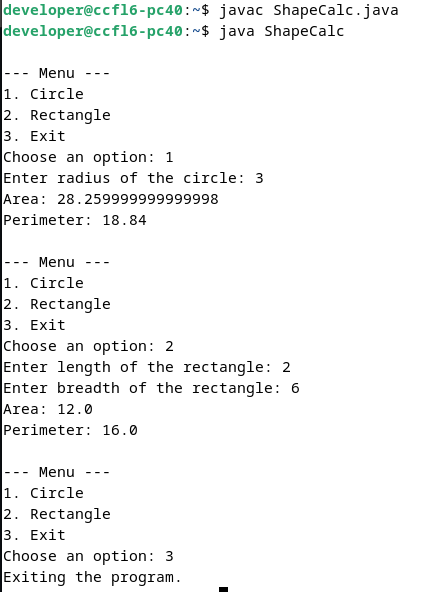 developer@ccfl6-pc40:~$ javac ShapeCalc.java
developer@ccfl6-pc40:~$ java ShapeCalc

--- Menu ---
1. Circle
2. Rectangle
3. Exit
Choose an option: 1
Enter radius of the circle: 3
Area: 28.259999999999998
Perimeter: 18.84

--- Menu ---
1. Circle
2. Rectangle
3. Exit
Choose an option: 2
Enter length of the rectangle: 2
Enter breadth of the rectangle: 6
Area: 12.0
Perimeter: 16.0

--- Menu ---
1. Circle
2. Rectangle
3. Exit
Choose an option: 3
Exiting the program.